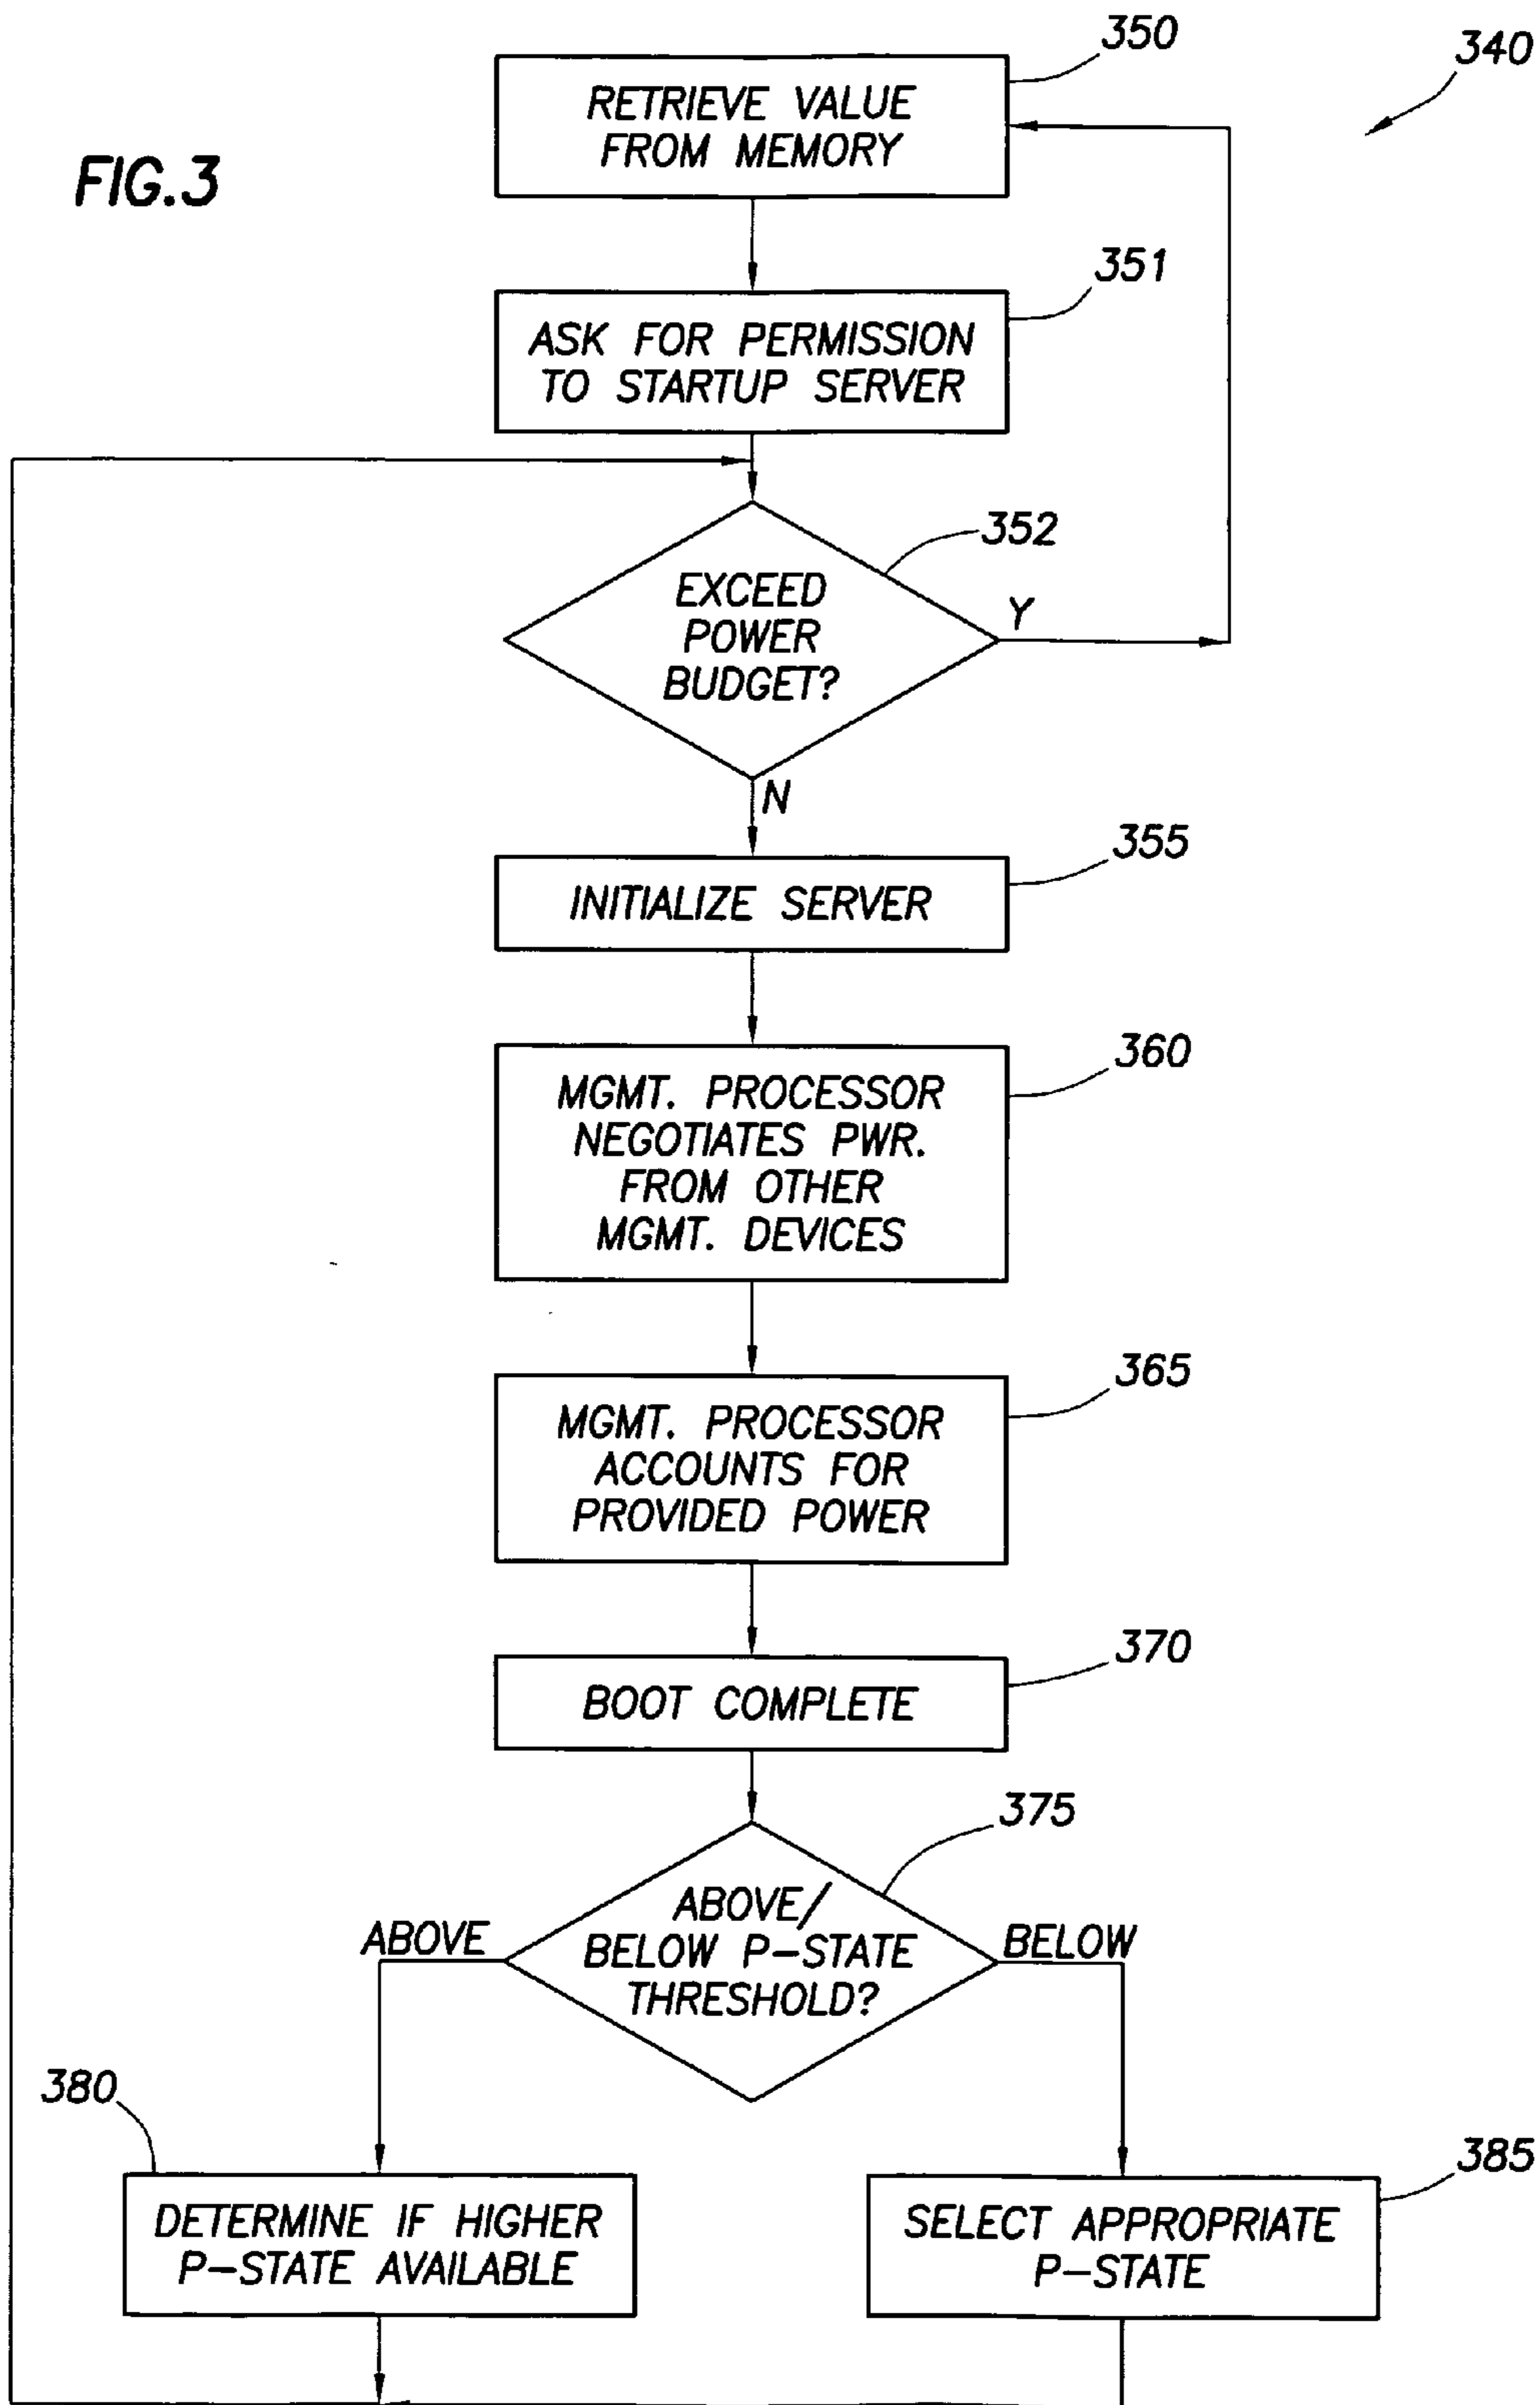 350
340
RETRIEVE VALUE
FROM MEMORY
FIG.3
351
ASK FOR PERMISSION
TO STARTUP SERVER
352
EXCEED
POWER
BUDGET?
Y
N
355
INITIALIZE SERVER
360
MGMT. PROCESSOR
NEGOTIATES PWR.
FROM OTHER
MGMT. DEVICES
365
MGMT. PROCESSOR
ACCOUNTS FOR
PROVIDED POWER
370
BOOT COMPLETE
375
ABOVE/
BELOW P-STATE
THRESHOLD?
ABOVE
BELOW
380
DETERMINE IF HIGHER
P-STATE AVAILABLE
385
SELECT APPROPRIATE
P-STATE